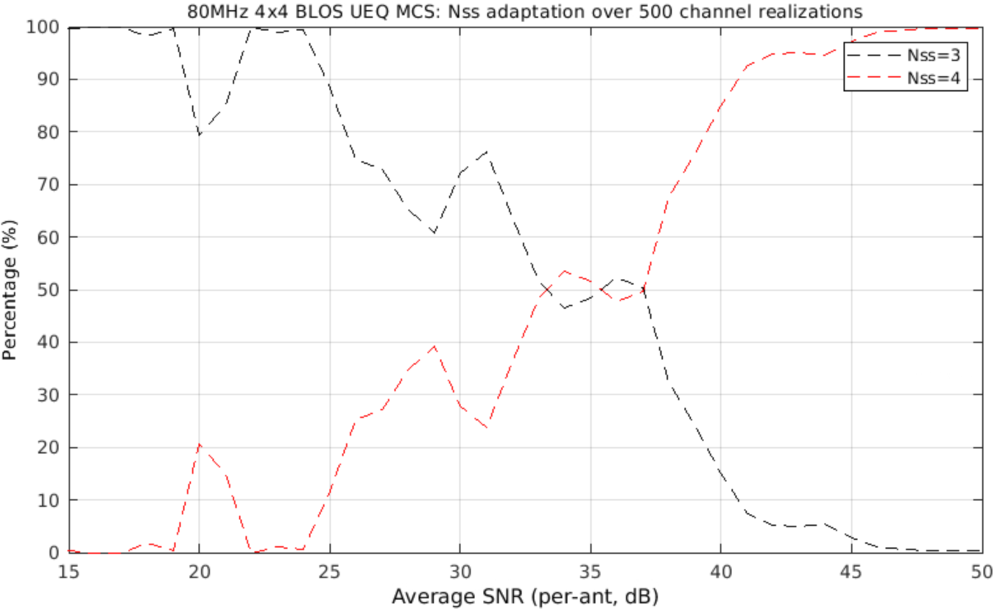 80MHz 4x4 BLOS UEQ MCS: Nss adaptation over 500 channel realizations
100
90
80
70
60
50
40
30
20
10
0
Percentage (%)
Nss=3
Nss=4
15 20 25 30 35 40 45 50
Average SNR (per-ant, dB)